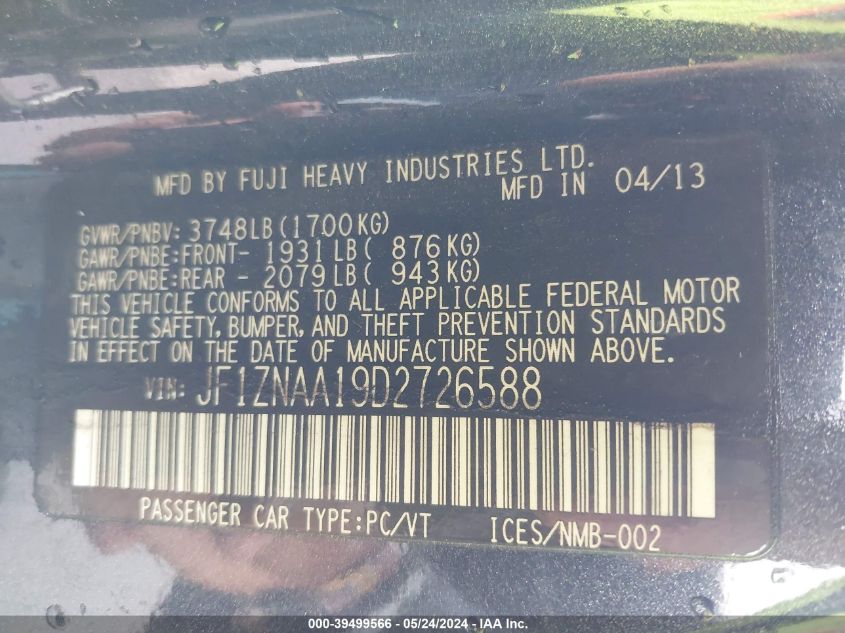 MFD BY FUJI HEAVY INDUSTRIES LTD.
MFD IN 04/13
GVWR/PNBV: 3748LB(1700KG)
GAWR/PNBE:FRONT- 1931LB( 876KG)
GAWR/PNBE:REAR - 2079LB( 943KG)
THIS VEHICLE CONFORMS TO ALL APPLICABLE FEDERAL MOTOR
VEHICLE SAFETY, BUMPER, AND THEFT PREVENTION STANDARDS
IN EFFECT ON THE DATE OF MANUFACTURE SHOWN ABOVE.
VIN: JF1ZNAA19D2726588
PASSENGER CAR TYPE:PC/VT ICES/NMB-002
000-39499566 / 05/24/2024 - IAA Inc.